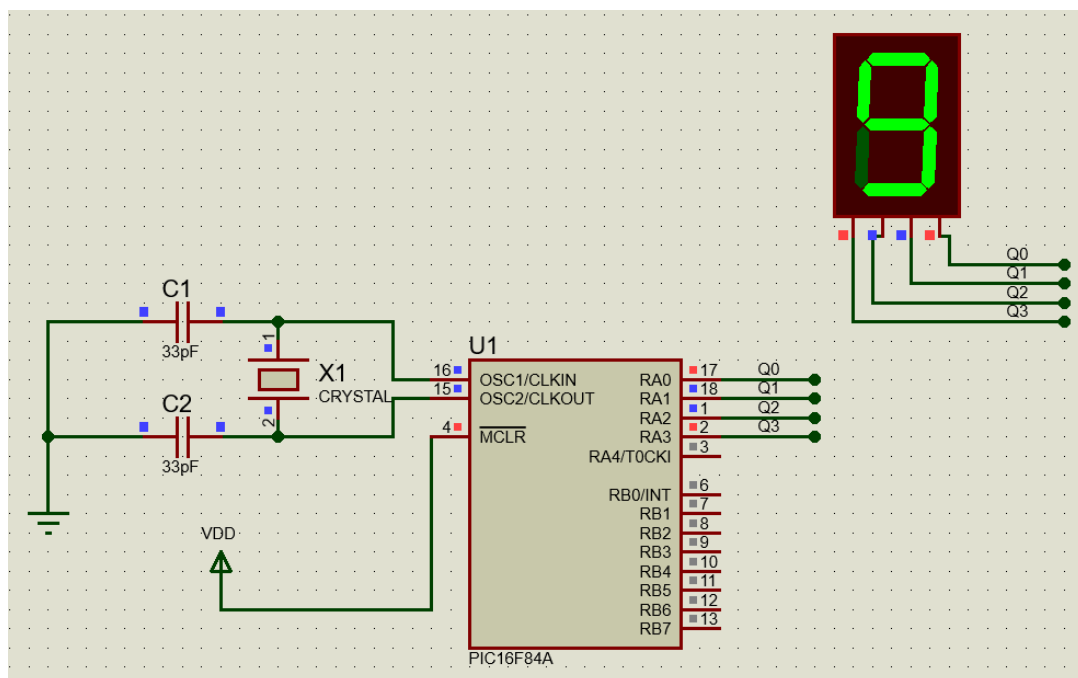 Q0
Q1
Q2
Q3
C1
33pF
1
X1
CRYSTAL
2
C2
33pF
VDD
U1
16 OSC1/CLKIN
15 OSC2/CLKOUT
4 MCLR
RA0 17 Q0
RA1 18 Q1
RA2 1 Q2
RA3 2 Q3
RA4/T0CKI 3
RB0/INT 6
RB1 7
RB2 8
RB3 9
RB4 10
RB5 11
RB6 12
RB7 13
PIC16F84A
9